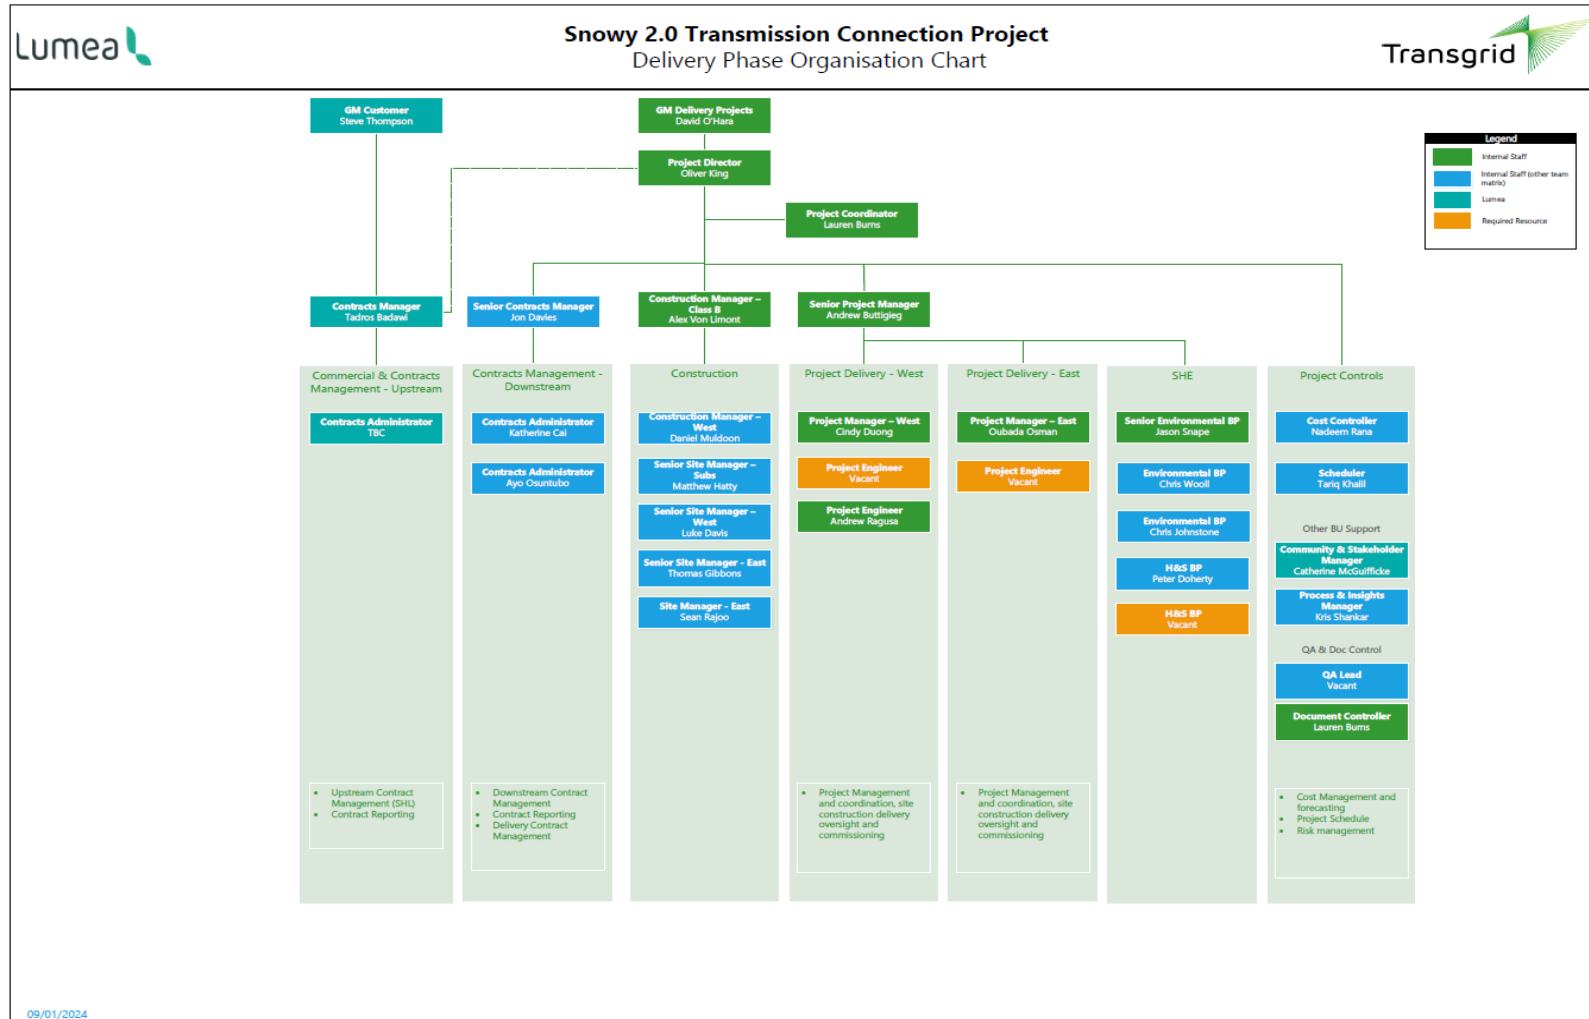 Lumea
Snowy 2.0 Transmission Connection Project
Delivery Phase Organisation Chart
Transgrid
GM Customer
Steve Thompson
GM Delivery Projects
David O'Hara
Legend
Internal Staff
Internal Staff (other team
matrix)
Lumea
Required Resource
Project Director
Oliver King
Project Coordinator
Lauren Burns
Contracts Manager
Tadros Badawi
Senior Contracts Manager
Jon Davies
Construction Manager –
Class B
Alex Von Limont
Senior Project Manager
Andrew Buttigieg
Commercial & Contracts
Management - Upstream
Contracts Administrator
TBC
Upstream Contract
Management (SHL)
Contract Reporting
Contracts Management -
Downstream
Contracts Administrator
Katherine Cai
Contracts Administrator
Ayo Osuntubo
Downstream Contract
Management
Contract Reporting
Delivery Contract
Management
Construction
Construction Manager –
West
Daniel Muldoon
Senior Site Manager –
Subs
Matthew Hatty
Senior Site Manager –
West
Luke Davis
Senior Site Manager - East
Thomas Gibbons
Site Manager - East
Sean Rajoo
Project Delivery - West
Project Manager – West
Cindy Duong
Project Engineer
Vacant
Project Engineer
Andrew Ragusa
Project Management
and coordination, site
construction delivery
oversight and
commissioning
Project Delivery - East
Project Manager – East
Oubada Osman
Project Engineer
Vacant
Project Management
and coordination, site
construction delivery
oversight and
commissioning
SHE
Senior Environmental BP
Jason Snape
Environmental BP
Chris Wooll
Environmental BP
Chris Johnstone
H&S BP
Peter Doherty
H&S BP
Vacant
Project Controls
Cost Controller
Nadeem Rana
Scheduler
Tariq Khalil
Other BU Support
Community & Stakeholder
Manager
Catherine McGuifficke
Process & Insights
Manager
Kris Shankar
QA & Doc Control
QA Lead
Vacant
Document Controller
Lauren Burns
Cost Management and
forecasting
Project Schedule
Risk management
09/01/2024